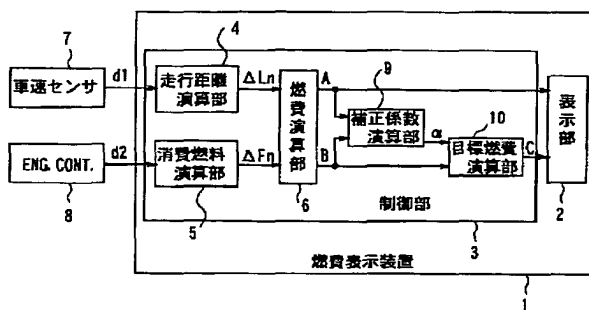 7
車速センサ
d1
4
走行距離
演算部
ΔLn
燃費演算部
6
A
B
9
補正係数
演算部
α
10
目標燃費
演算部
C
表示部
2
ENG. CONT.
8
d2
消費燃料
演算部
5
ΔFn
制御部
3
燃費表示装置
1